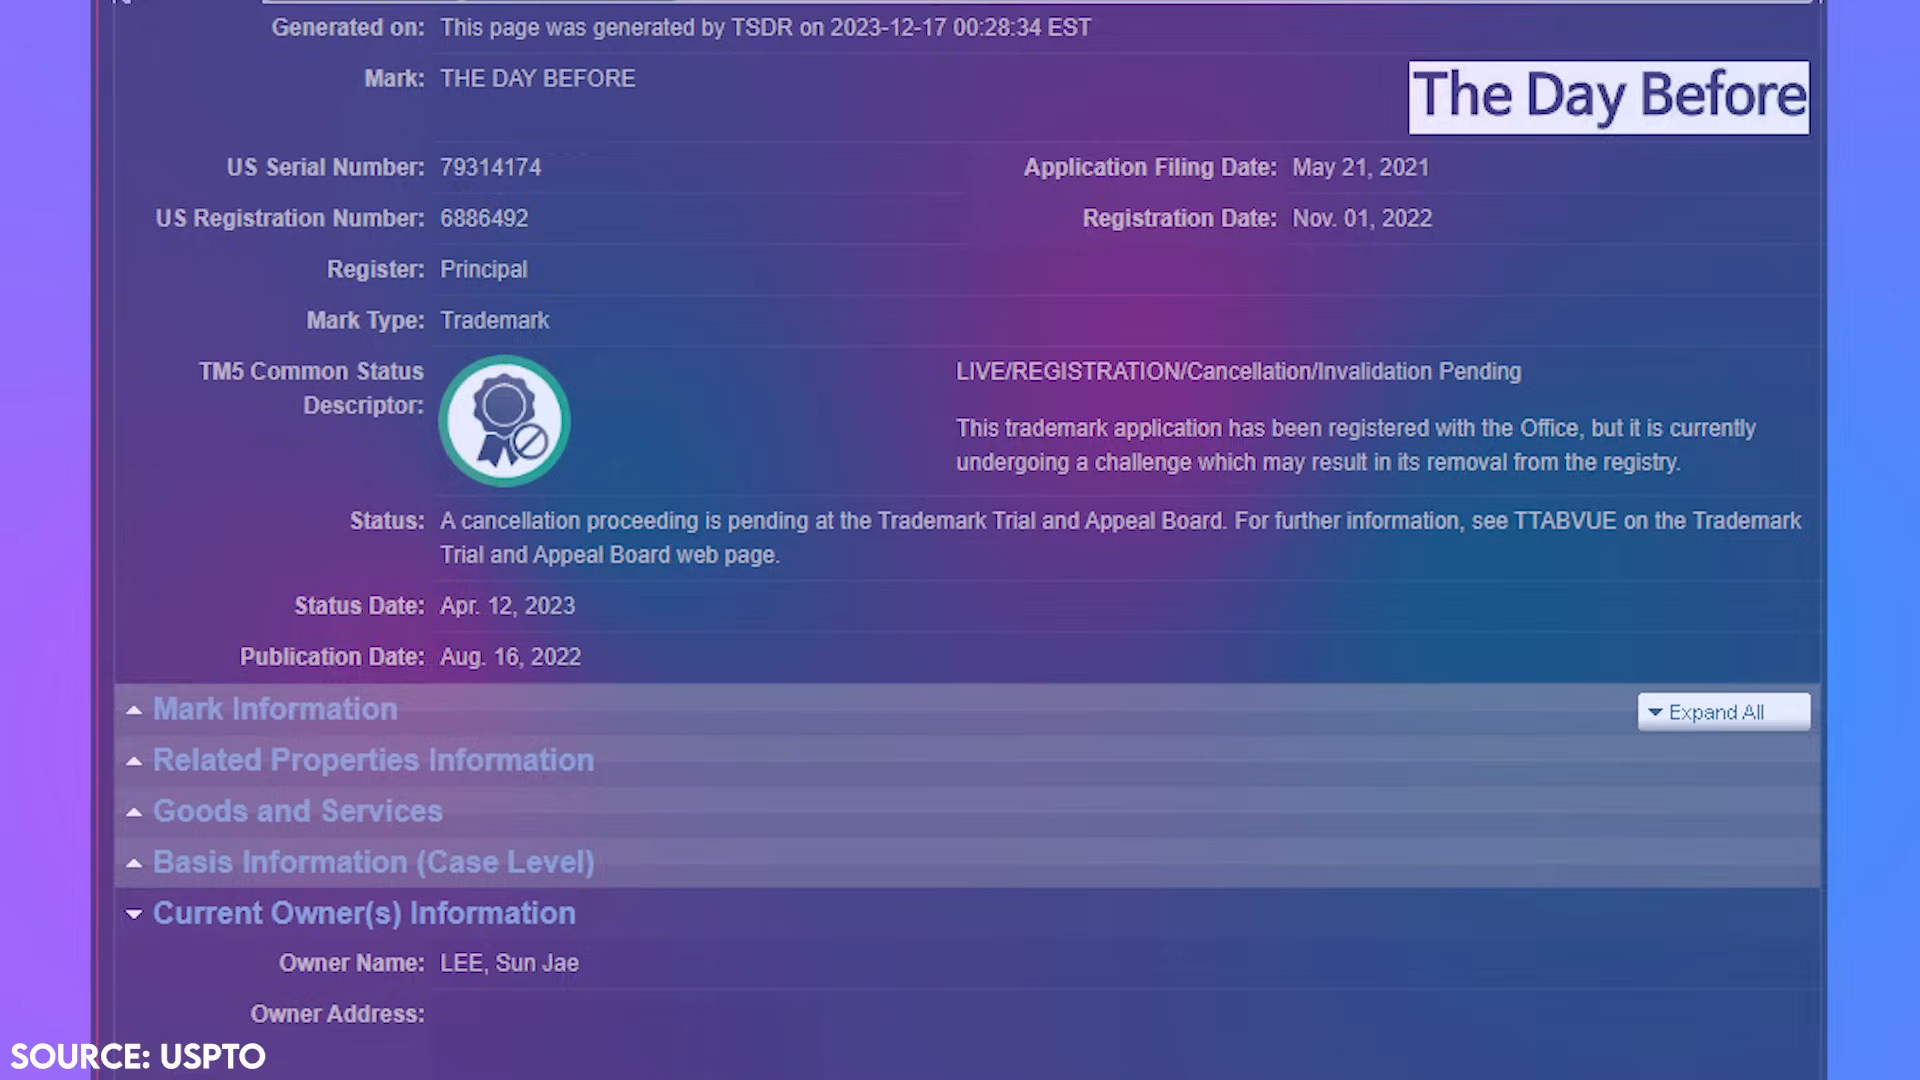 Generated on: This page was generated by TSDR on 2023-12-17 00:28:34 EST
Mark: THE DAY BEFORE
The Day Before
US Serial Number: 79314174 Application Filing Date: May 21, 2021
US Registration Number: 6886492 Registration Date: Nov. 01, 2022
Register: Principal
Mark Type: Trademark
TM5 Common Status
Descriptor:
LIVE/REGISTRATION/Cancellation/Invalidation Pending
This trademark application has been registered with the Office, but it is currently
undergoing a challenge which may result in its removal from the registry.
Status: A cancellation proceeding is pending at the Trademark Trial and Appeal Board. For further information, see TTABVUE on the Trademark
Trial and Appeal Board web page.
Status Date: Apr. 12, 2023
Publication Date: Aug. 16, 2022
Mark Information
Expand All
Related Properties Information
Goods and Services
Basis Information (Case Level)
Current Owner(s) Information
Owner Name: LEE, Sun Jae
Owner Address:
SOURCE: USPTO